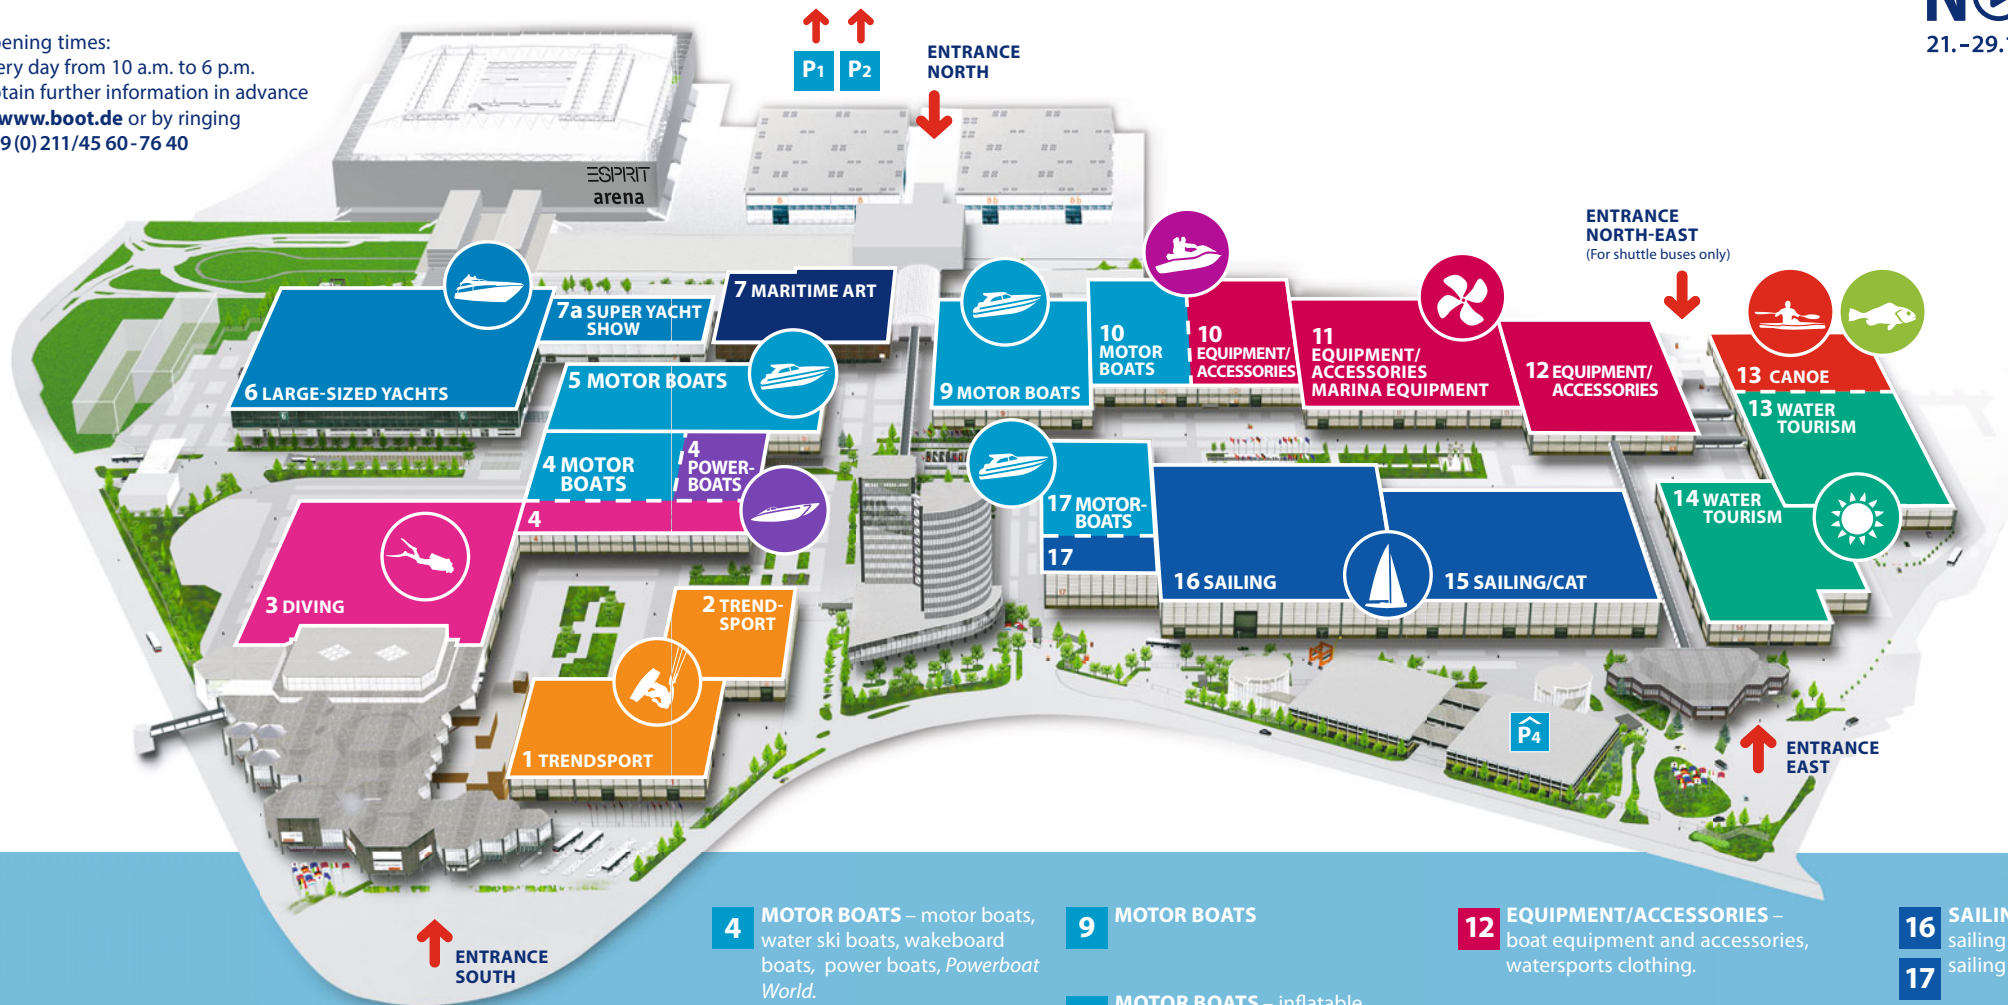 pening times:
ery day from 10 a.m. to 6 p.m.
tain further information in advance
www.boot.de or by ringing
9 (0) 211/45 60 - 76 40
P1 P2
ENTRANCE
NORTH
21.-29.
ESPRIT
arena
ENTRANCE
NORTH-EAST
(For shuttle buses only)
6 LARGE-SIZED YACHTS
7a SUPER YACHT
SHOW
7 MARITIME ART
5 MOTOR BOATS
4 MOTOR
BOATS
4
POWER-
BOATS
4
3 DIVING
2 TREND-
SPORT
1 TRENDSPORT
9 MOTOR BOATS
10
MOTOR
BOATS
10
EQUIPMENT/
ACCESSORIES
11
EQUIPMENT/
ACCESSORIES
MARINA EQUIPMENT
12 EQUIPMENT/
ACCESSORIES
13 CANOE
13 WATER
TOURISM
14 WATER
TOURISM
17 MOTOR-
BOATS
17
16 SAILING
15 SAILING/CAT
P4
ENTRANCE
EAST
ENTRANCE
SOUTH
4 MOTOR BOATS – motor boats,
water ski boats, wakeboard
boats, power boats, Powerboat
World.
9 MOTOR BOATS
MOTOR BOATS – inflatable
12 EQUIPMENT/ACCESSORIES –
boat equipment and accessories,
watersports clothing.
16 SAILIN
sailing
17 sailing